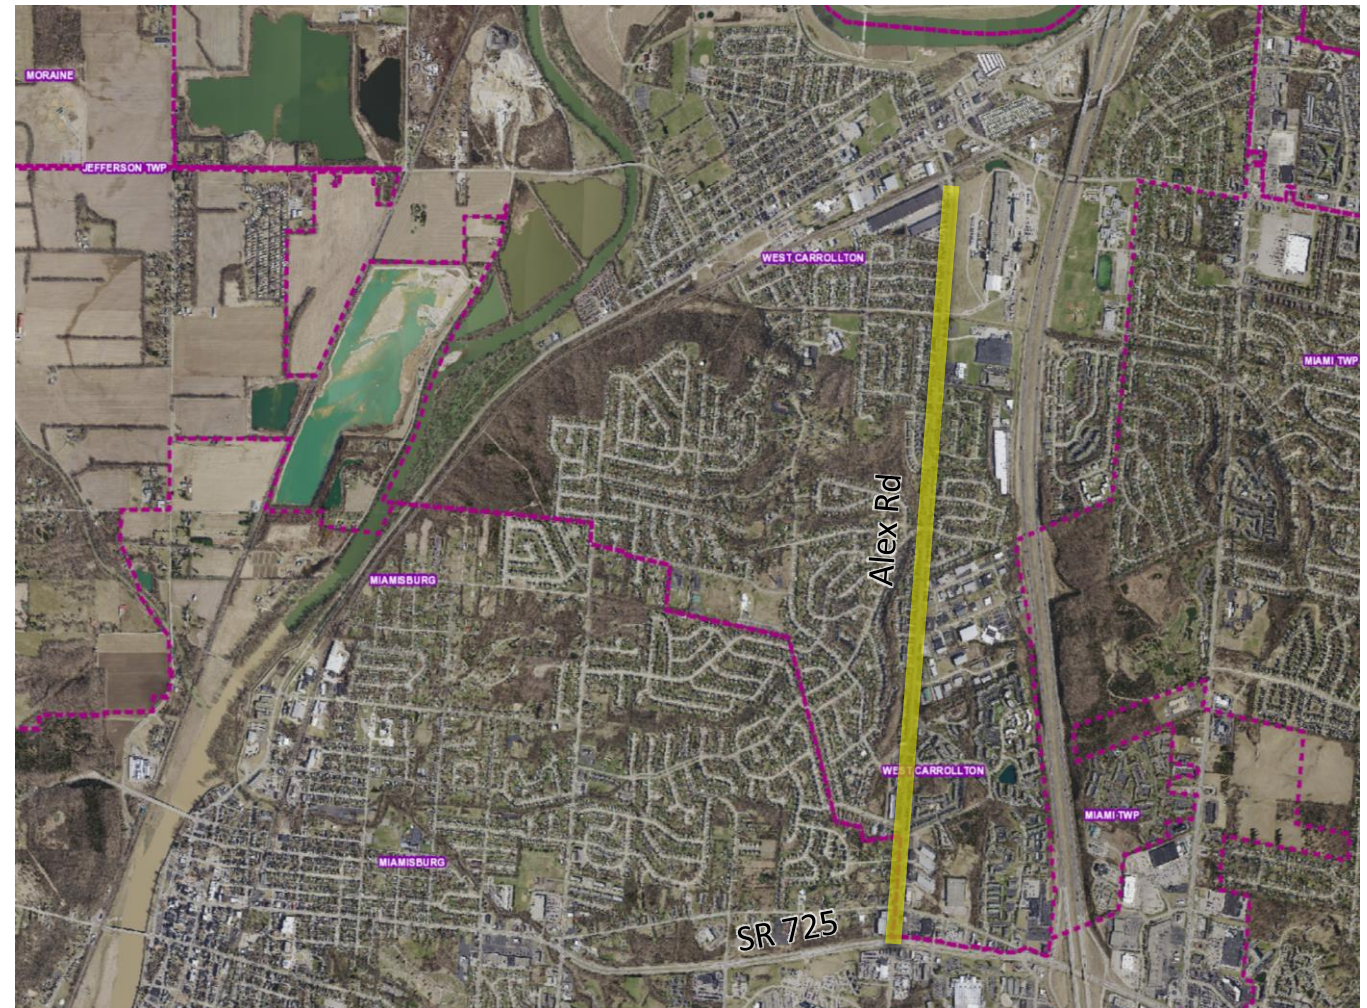 MORAINE
JEFFERSON TWP
WEST CARROLLTON
MIAMI TWP
Alex Rd
MIAMISBURG
WEST CARROLLTON
MIAMI TWP
MIAMISBURG
SR 725